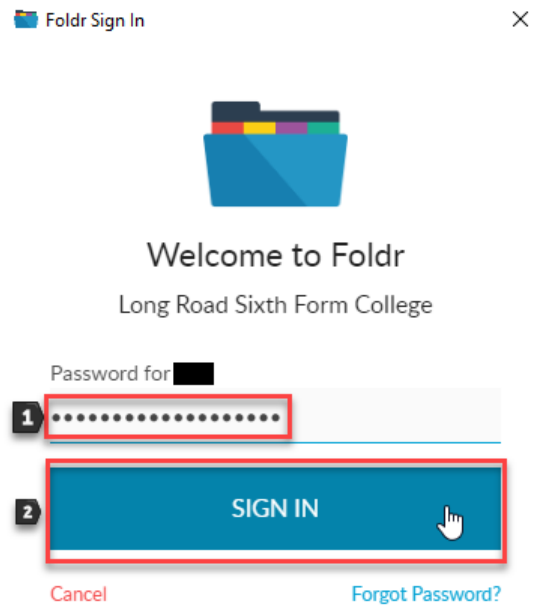 Foldr Sign In
Welcome to Foldr
Long Road Sixth Form College
Password for
1
2
SIGN IN
Cancel
Forgot Password?